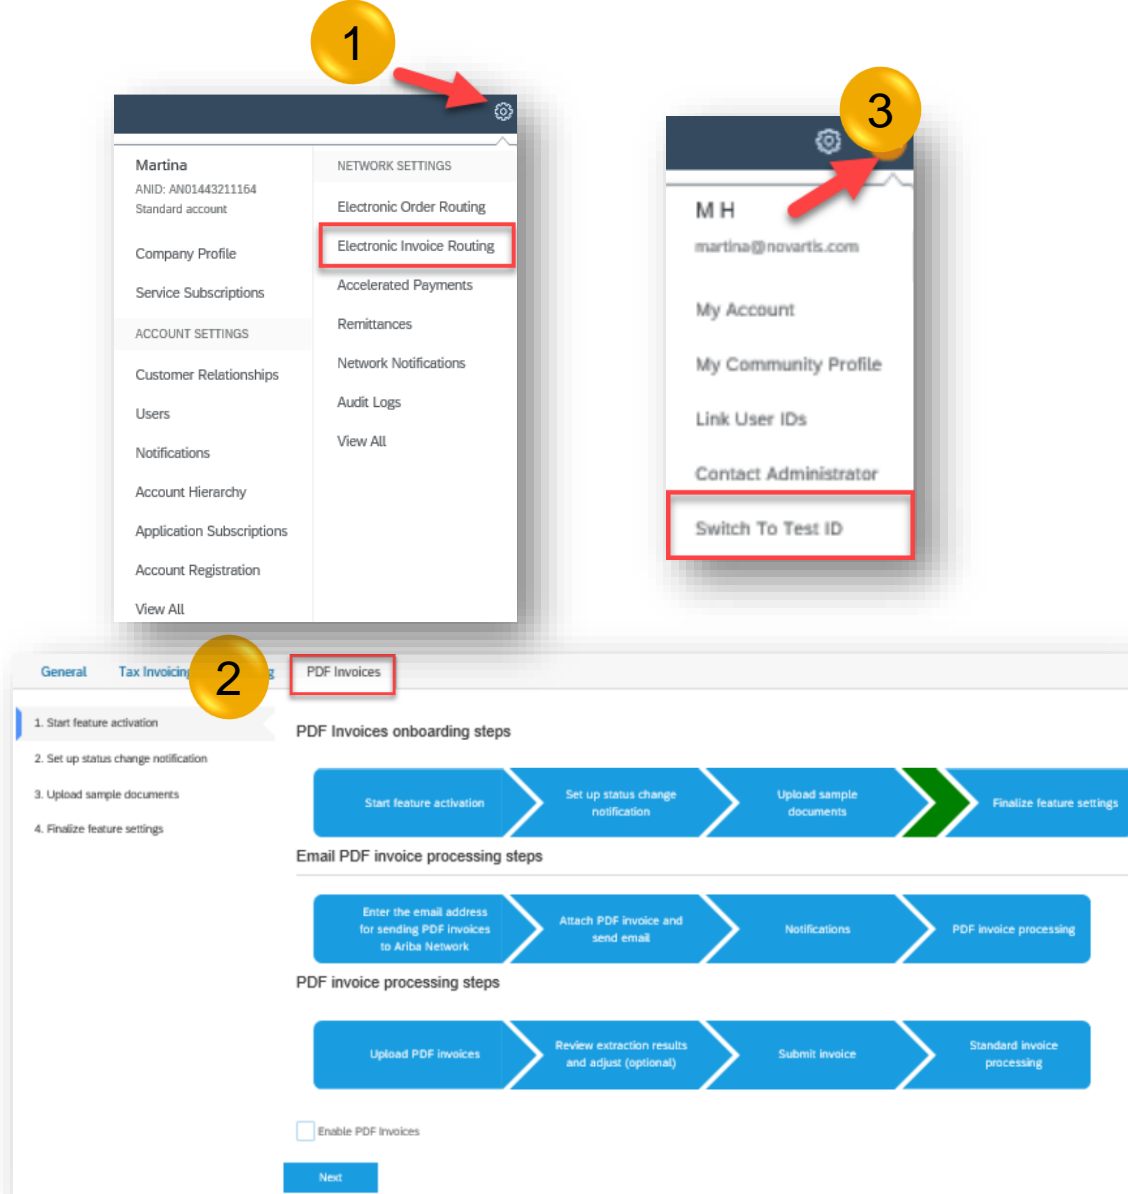 1
Martina
ANID: AN01443211164
Standard account
Company Profile
Service Subscriptions
ACCOUNT SETTINGS
Customer Relationships
Users
Notifications
Account Hierarchy
Application Subscriptions
Account Registration
View All
NETWORK SETTINGS
Electronic Order Routing
Electronic Invoice Routing
Accelerated Payments
Remittances
Network Notifications
Audit Logs
View All
3
M H
martina@novartis.com
My Account
My Community Profile
Link User IDs
Contact Administrator
Switch To Test ID
2
General
Tax Invoicing
PDF Invoices
1. Start feature activation
2. Set up status change notification
3. Upload sample documents
4. Finalize feature settings
PDF Invoices onboarding steps
Start feature activation
Set up status change
notification
Upload sample
documents
Finalize feature settings
Email PDF invoice processing steps
Enter the email address
for sending PDF invoices
to Ariba Network
Attach PDF invoice and
send email
Notifications
PDF invoice processing
PDF invoice processing steps
Upload PDF invoices
Review extraction results
and adjust (optional)
Submit invoice
Standard invoice
processing
Enable PDF Invoices
Next